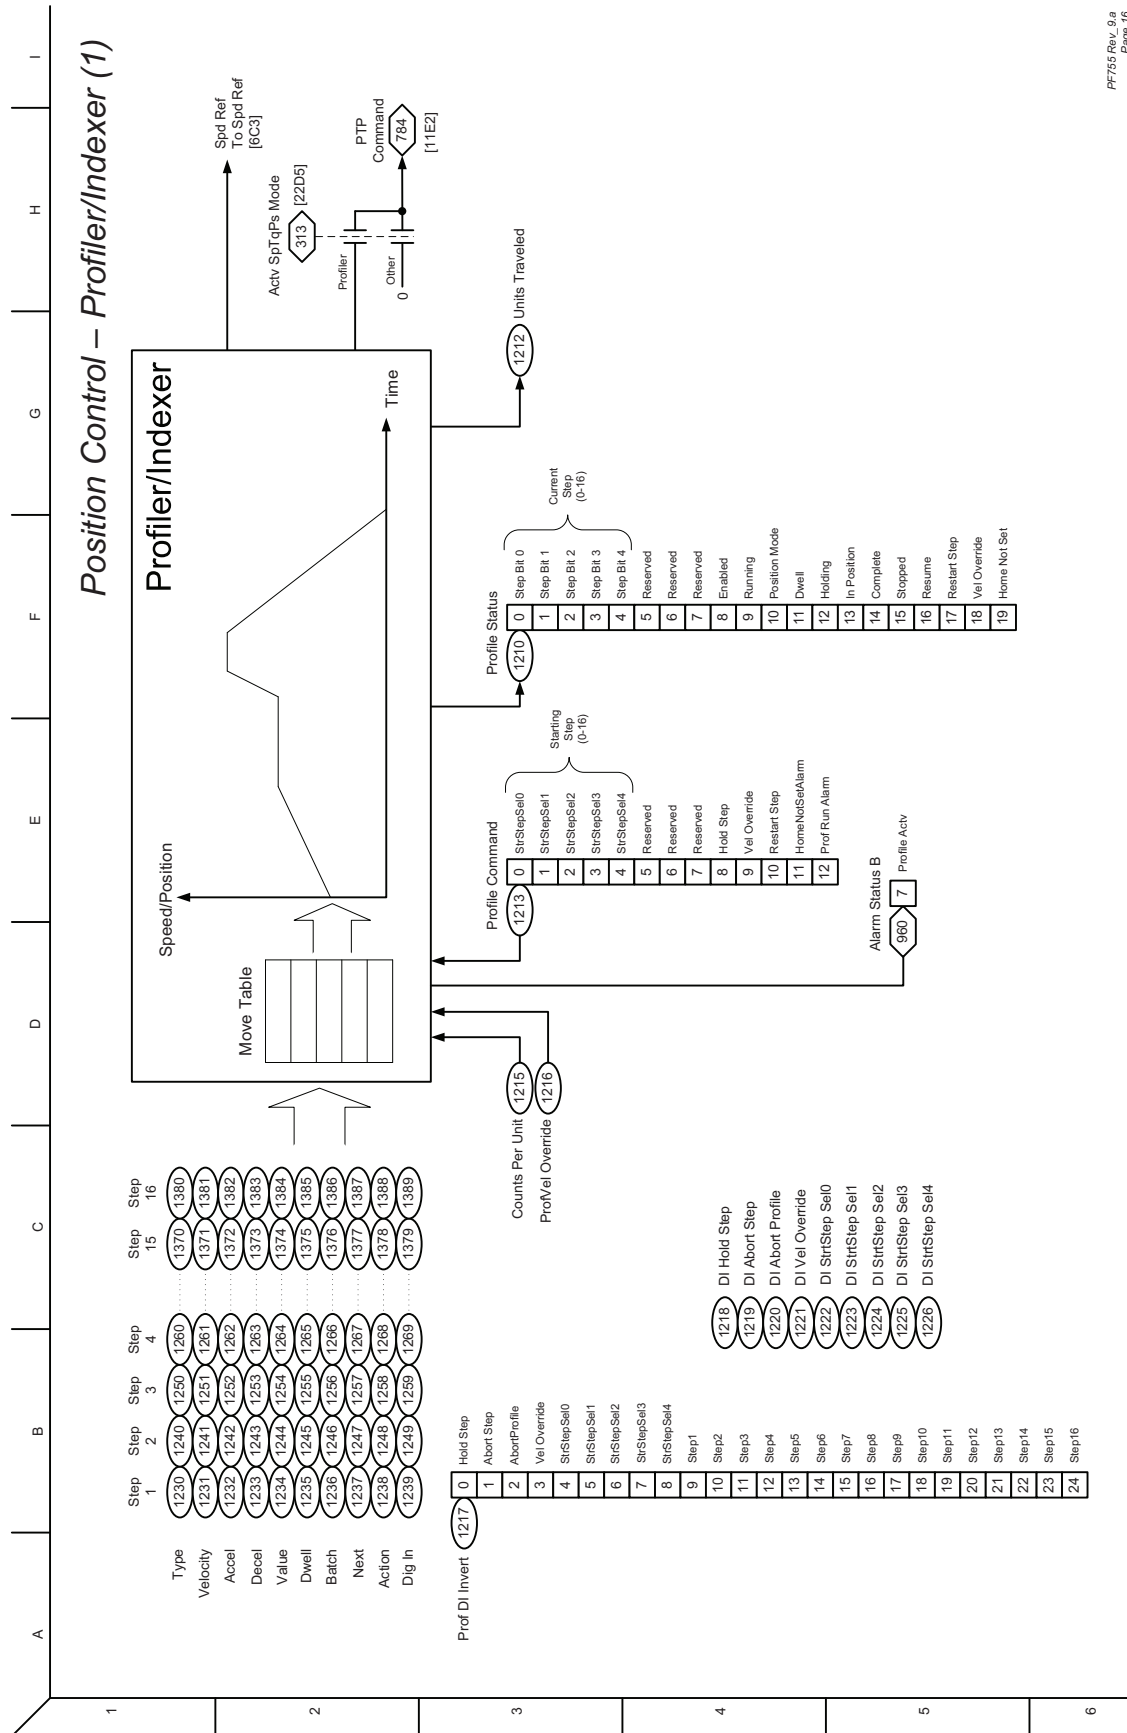 Position Control – Profiler/Indexer (1)
A
B
C
D
E
F
G
H
I
1
2
3
4
5
6
Step 1
Step 2
Step 3
Step 4
Step 15
Step 16
Type 1230 1240 1250 1260 1370 1380
Velocity 1231 1241 1251 1261 1371 1381
Accel 1232 1242 1252 1262 1372 1382
Decel 1233 1243 1253 1263 1373 1383
Value 1234 1244 1254 1264 1374 1384
Dwell 1235 1245 1255 1265 1375 1385
Batch 1236 1246 1256 1266 1376 1386
Next 1237 1247 1257 1267 1377 1387
Action 1238 1248 1258 1268 1378 1388
Dig In 1239 1249 1259 1269 1379 1389
Move Table
Speed/Position
Profiler/Indexer
Time
Spd Ref
To Spd Ref
[6C3]
Actv SpTqPs Mode
313
[22D5]
Profiler
Other
0
PTP
Command
784
[11E2]
Counts Per Unit
1215
ProfVel Override
1216
Profile Command
1213
0 StrStepSel0
1 StrStepSel1
2 StrStepSel2
3 StrStepSel3
4 StrStepSel4
5 Reserved
6 Reserved
7 Reserved
8 Hold Step
9 Vel Override
10 Restart Step
11 HomeNotSetAlarm
12 Prof Run Alarm
Starting
Step
(0-16)
Profile Status
1210
0 Step Bit 0
1 Step Bit 1
2 Step Bit 2
3 Step Bit 3
4 Step Bit 4
5 Reserved
6 Reserved
7 Reserved
8 Enabled
9 Running
10 Position Mode
11 Dwell
12 Holding
13 In Position
14 Complete
15 Stopped
16 Resume
17 Restart Step
18 Vel Override
19 Home Not Set
Current
Step
(0-16)
1212 Units Traveled
Alarm Status B
960
7 Profile Actv
Prof DI Invert
1217
0 Hold Step
1 Abort Step
2 AbortProfile
3 Vel Override
4 StrStepSel0
5 StrStepSel1
6 StrStepSel2
7 StrStepSel3
8 StrStepSel4
9 Step1
10 Step2
11 Step3
12 Step4
13 Step5
14 Step6
15 Step7
16 Step8
17 Step9
18 Step10
19 Step11
20 Step12
21 Step13
22 Step14
23 Step15
24 Step16
1218 DI Hold Step
1219 DI Abort Step
1220 DI Abort Profile
1221 DI Vel Override
1222 DI StrtStep Sel0
1223 DI StrtStep Sel1
1224 DI StrtStep Sel2
1225 DI StrtStep Sel3
1226 DI StrtStep Sel4
PF755 Rev_9.a
Page 16